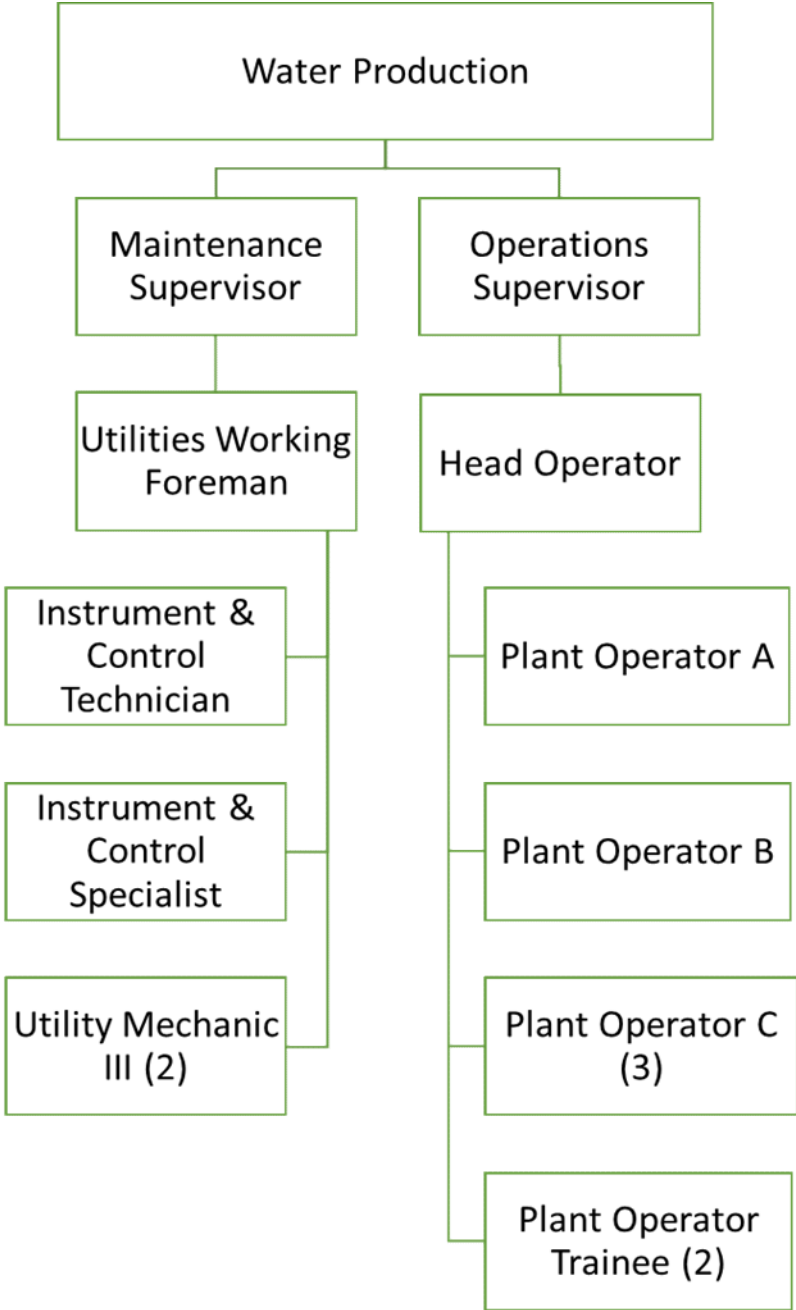 Water Production
Maintenance
Supervisor
Operations
Supervisor
Utilities Working
Foreman
Head Operator
Instrument &
Control
Technician
Plant Operator A
Instrument &
Control
Specialist
Plant Operator B
Utility Mechanic
III (2)
Plant Operator C
(3)
Plant Operator
Trainee (2)